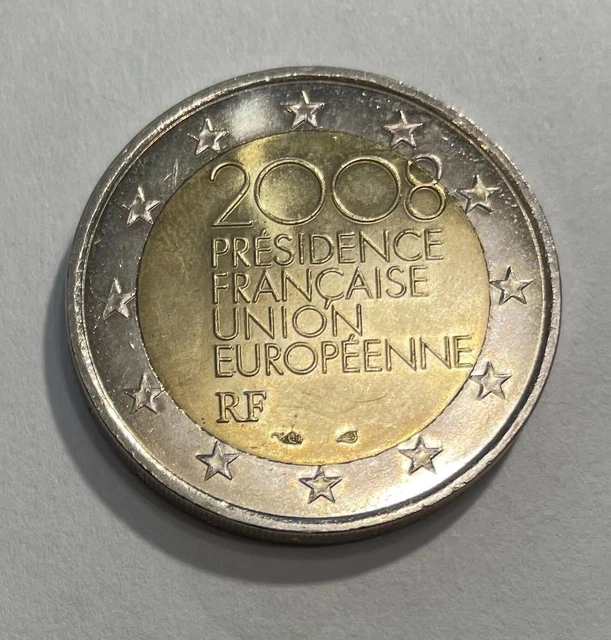 2008
PRÉSIDENCE
FRANÇAISE
UNION
EUROPÉENNE
RF